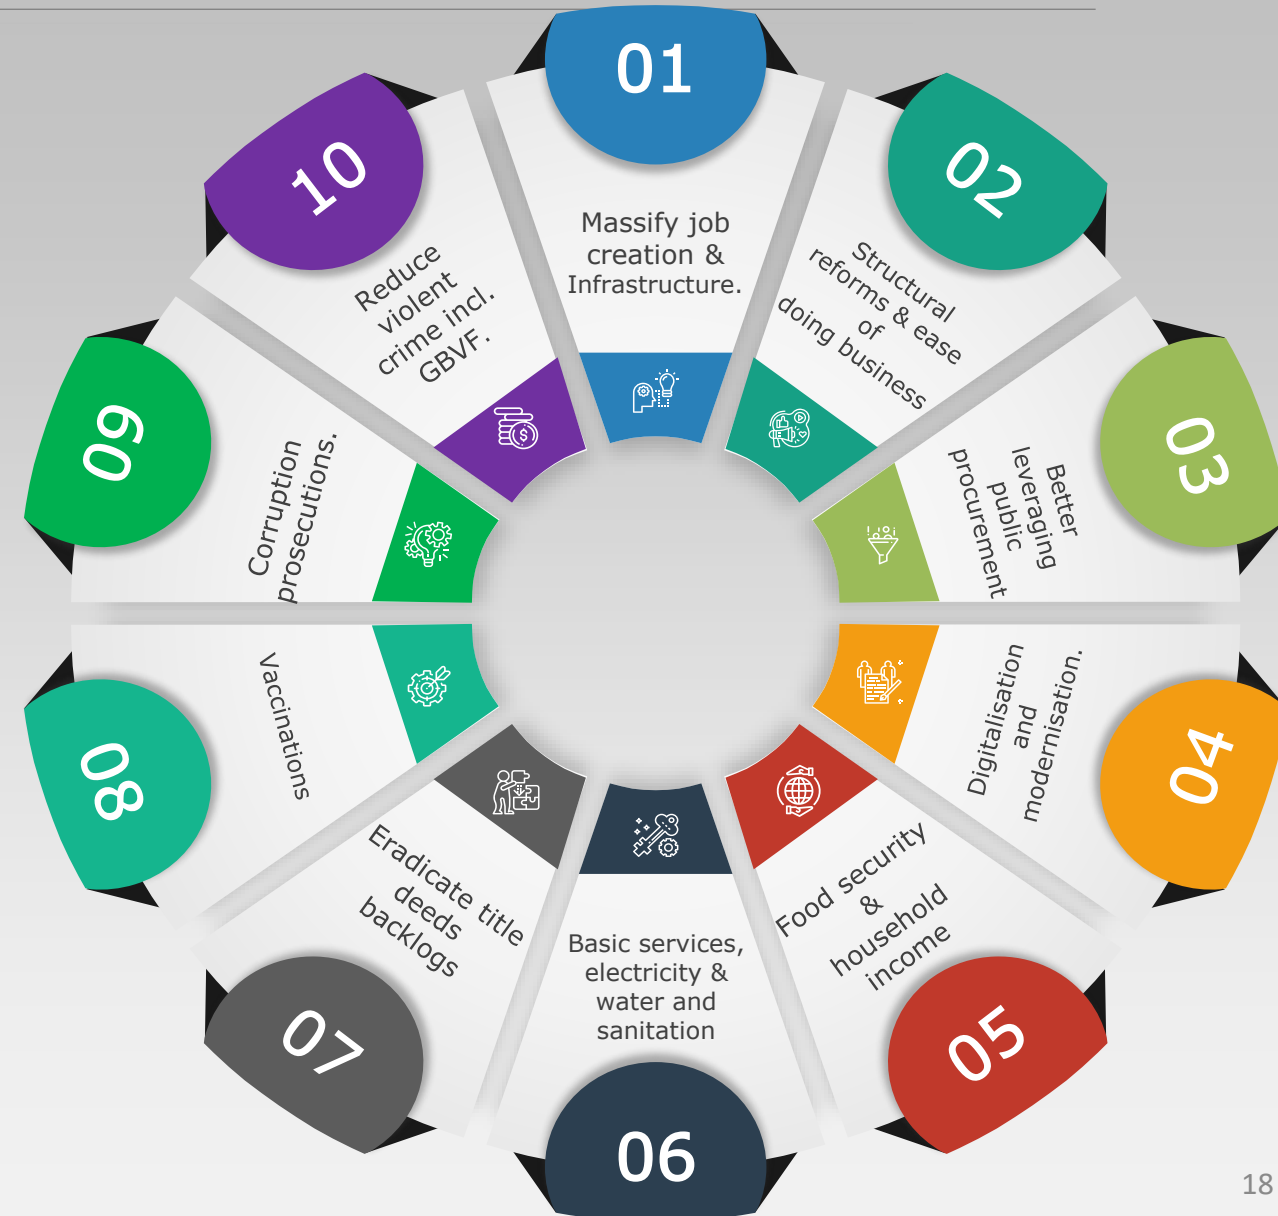 01
Massify job
creation &
Infrastructure.
02
Structural
reforms & ease
of
doing business
03
Better
leveraging
public
procurement
04
Digitalisation
and
modernisation.
05
Food security
&
household
income
06
Basic services,
electricity &
water and
sanitation
07
Eradicate title
deeds
backlogs
08
Vaccinations
09
Corruption
prosecutions.
10
Reduce
violent
crime incl.
GBVF.
18